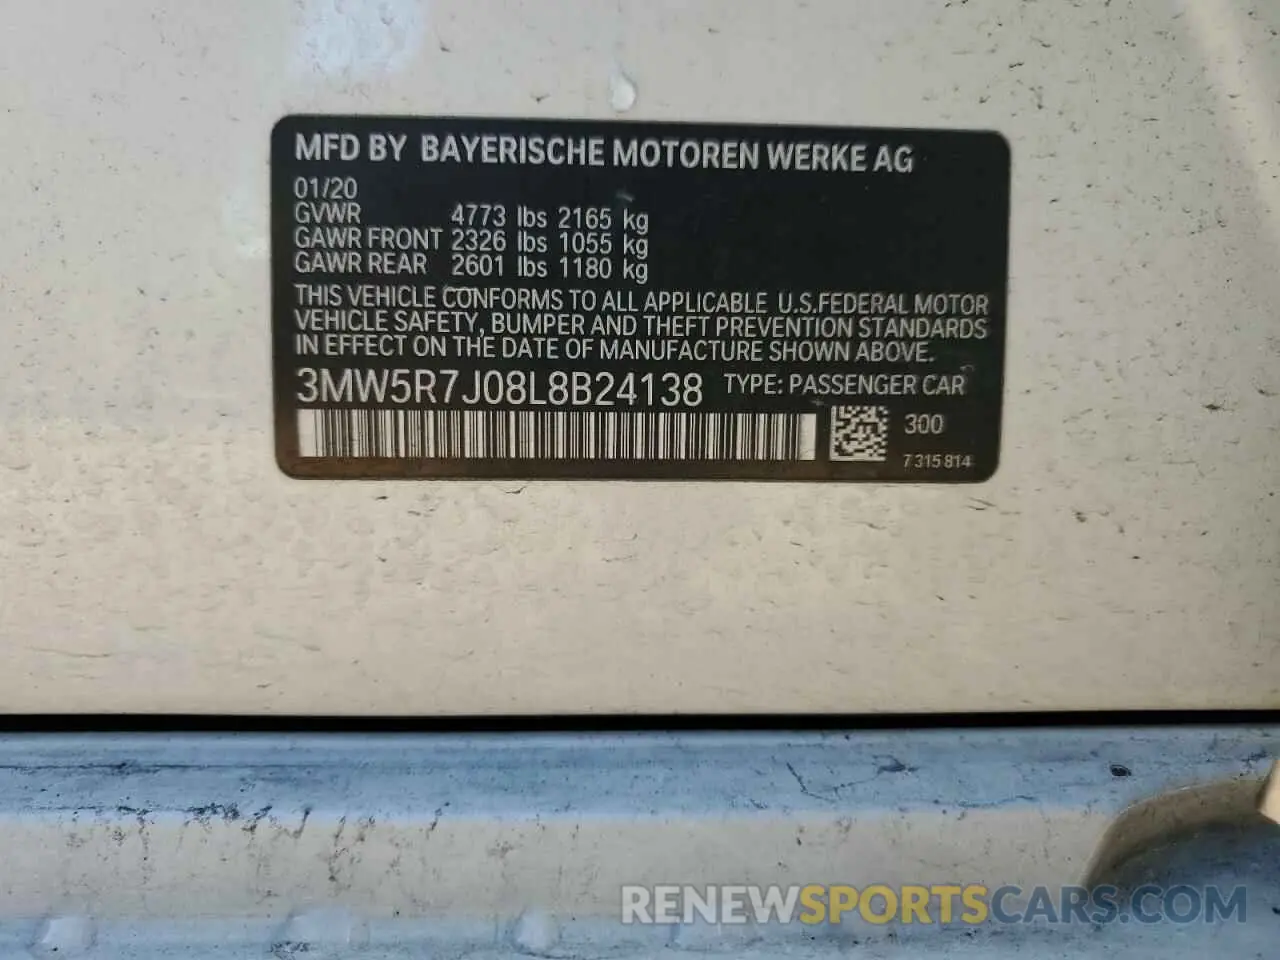 MFD BY BAYERISCHE MOTOREN WERKE AG
01/20
GVWR 4773 lbs 2165 kg
GAWR FRONT 2326 lbs 1055 kg
GAWR REAR 2601 lbs 1180 kg
THIS VEHICLE CONFORMS TO ALL APPLICABLE U.S.FEDERAL MOTOR
VEHICLE SAFETY, BUMPER AND THEFT PREVENTION STANDARDS
IN EFFECT ON THE DATE OF MANUFACTURE SHOWN ABOVE.
3MW5R7J08L8B24138 TYPE: PASSENGER CAR
300
7 315 814
RENEWSPORTSCARS.COM